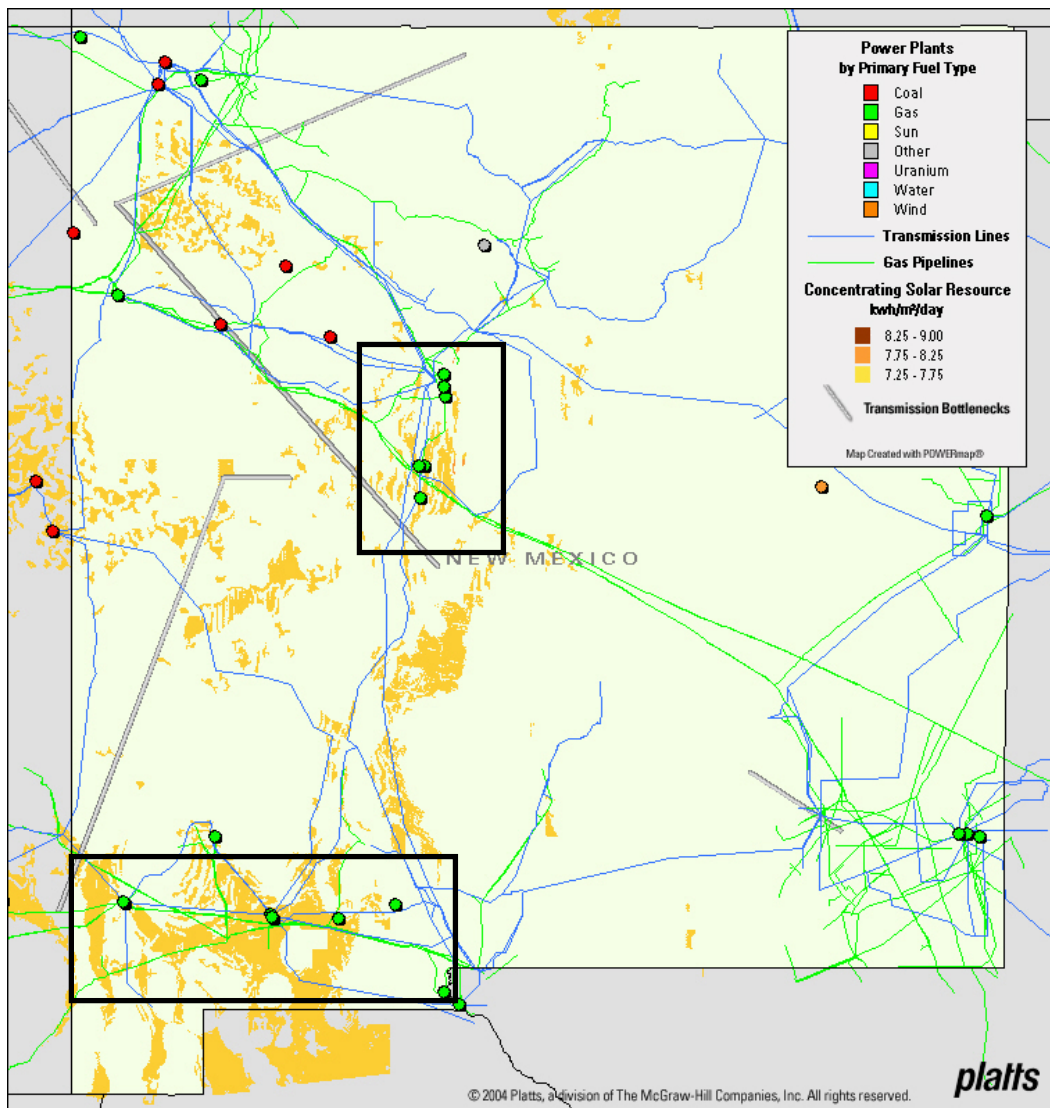 Power Plants
by Primary Fuel Type
Coal
Gas
Sun
Other
Uranium
Water
Wind
Transmission Lines
Gas Pipelines
Concentrating Solar Resource
kwh/m²/day
8.25 - 9.00
7.75 - 8.25
7.25 - 7.75
Transmission Bottlenecks
Map Created with POWERmap®
NEW MEXICO
platts
© 2004 Platts, a division of The McGraw-Hill Companies, Inc. All rights reserved.